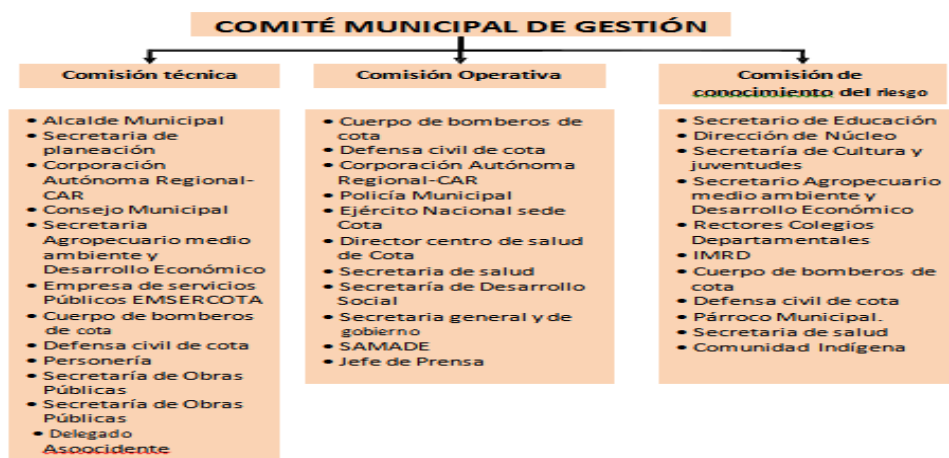 COMITÉ MUNICIPAL DE GESTIÓN
Comisión técnica
• Alcalde Municipal
• Secretaria de
planeación
• Corporación
Autónoma Regional-
CAR
• Consejo Municipal
• Secretaria
Agropecuario medio
ambiente y
Desarrollo Económico
• Empresa de servicios
Públicos EMSERCOTA
• Cuerpo de bomberos
de cota
• Defensa civil de cota
• Personería
• Secretaría de Obras
Públicas
• Secretaría de Obras
Públicas
• Delegado
Asoocidente
Comisión Operativa
• Cuerpo de bomberos de
cota
• Defensa civil de cota
• Corporación Autónoma
Regional-CAR
• Policía Municipal
• Ejército Nacional sede
Cota
• Director centro de salud
de Cota
• Secretaria de salud
• Secretaría de Desarrollo
Social
• Secretaria general y de
gobierno
• SAMADE
• Jefe de Prensa
Comisión de
conocimiento del riesgo
• Secretario de Educación
• Dirección de Núcleo
• Secretaría de Cultura y
juventudes
• Secretario Agropecuario
medio ambiente y
Desarrollo Económico
• Rectores Colegios
Departamentales
• IMRD
• Cuerpo de bomberos de
cota
• Defensa civil de cota
• Párroco Municipal.
• Secretaria de salud
• Comunidad Indígena